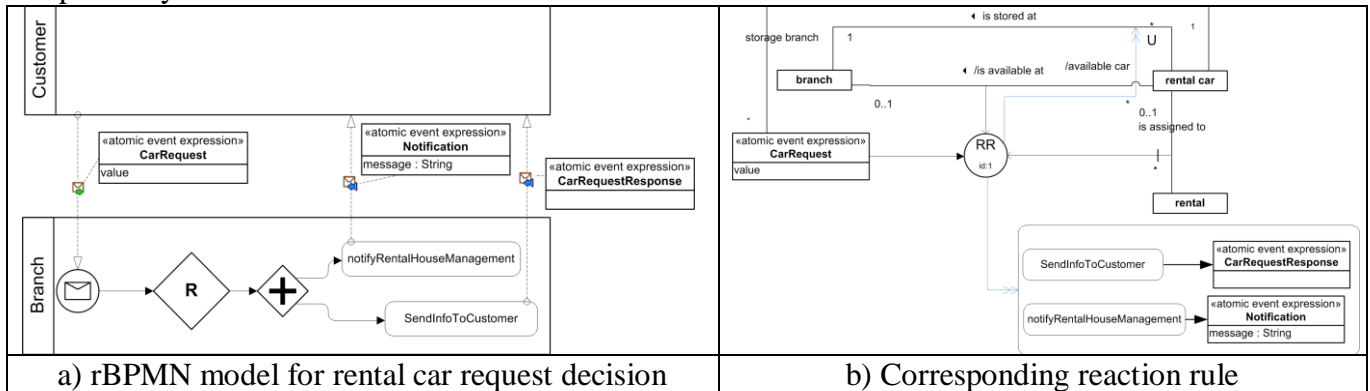 Customer
«atomic event expression»
CarRequest
value
«atomic event expression»
Notification
message : String
«atomic event expression»
CarRequestResponse
Branch
R
notifyRentalHouseManagement
SendInfoToCustomer
is stored at
storage branch
1
*
U
1
branch
/is available at
/available car
rental car
0..1
*
0..1
is assigned to
*
«atomic event expression»
CarRequest
value
RR
id:1
*
rental
SendInfoToCustomer
«atomic event expression»
CarRequestResponse
notifyRentalHouseManagement
«atomic event expression»
Notification
message : String
a) rBPMN model for rental car request decision
b) Corresponding reaction rule